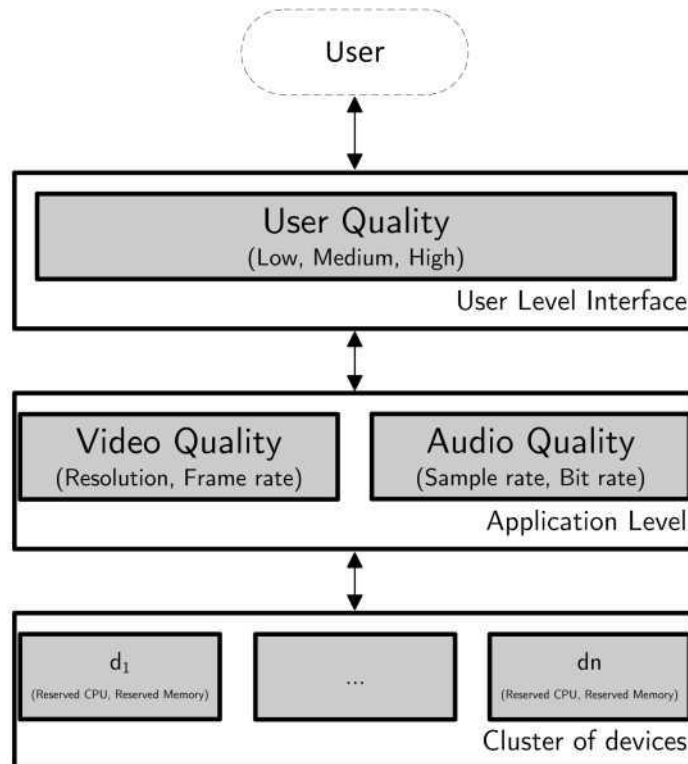 User
User Quality
(Low, Medium, High)
User Level Interface
Video Quality
(Resolution, Frame rate)
Audio Quality
(Sample rate, Bit rate)
Application Level
d₁
(Reserved CPU, Reserved Memory)
...
dn
(Reserved CPU, Reserved Memory)
Cluster of devices